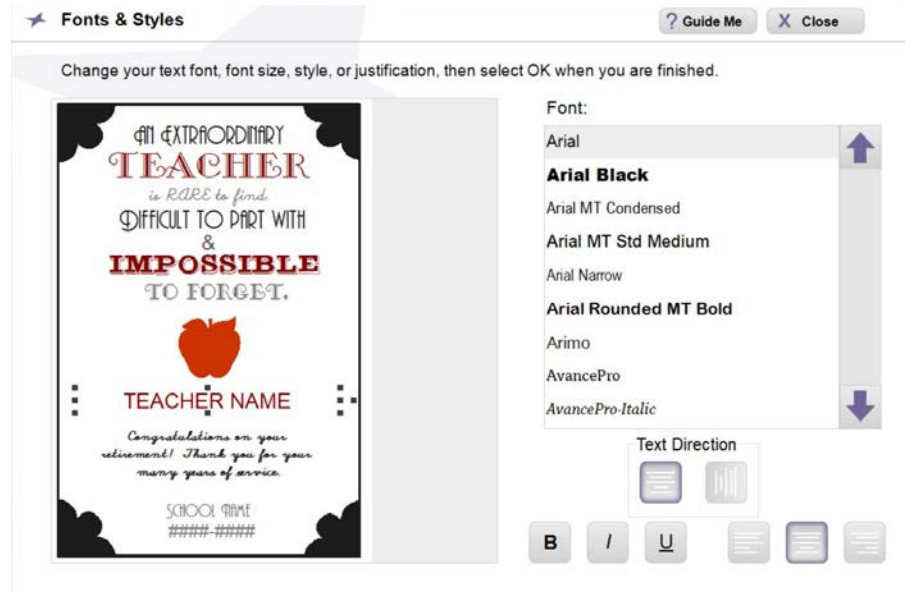 Fonts & Styles
? Guide Me
X Close
Change your text font, font size, style, or justification, then select OK when you are finished.
AN EXTRAORDINARY
TEACHER
is RARE to find.
DIFFICULT TO PART WITH
&
IMPOSSIBLE
TO FORGET.
TEACHER NAME
Congratulations on your
retirement! Thank you for your
many years of service.
SCHOOL NAME
####-####
Font:
Arial
Arial Black
Arial MT Condensed
Arial MT Std Medium
Arial Narrow
Arial Rounded MT Bold
Arimo
AvancePro
AvancePro-Italic
Text Direction
B I U